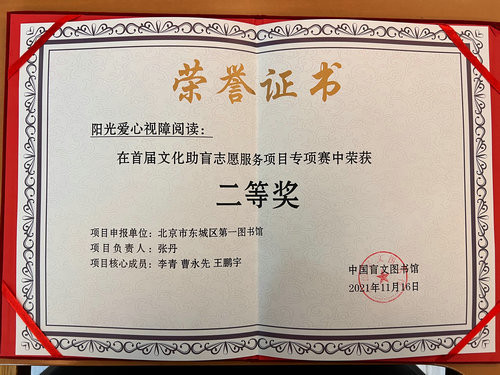 荣誉证书
阳光爱心视障阅读：
在首届文化助盲志愿服务项目专项赛中荣获
二等奖
项目申报单位：北京市东城区第一图书馆
项目负责人：张丹
项目核心成员：李青 曹永先 王鹏宇
中国盲文图书馆
2021年11月16日